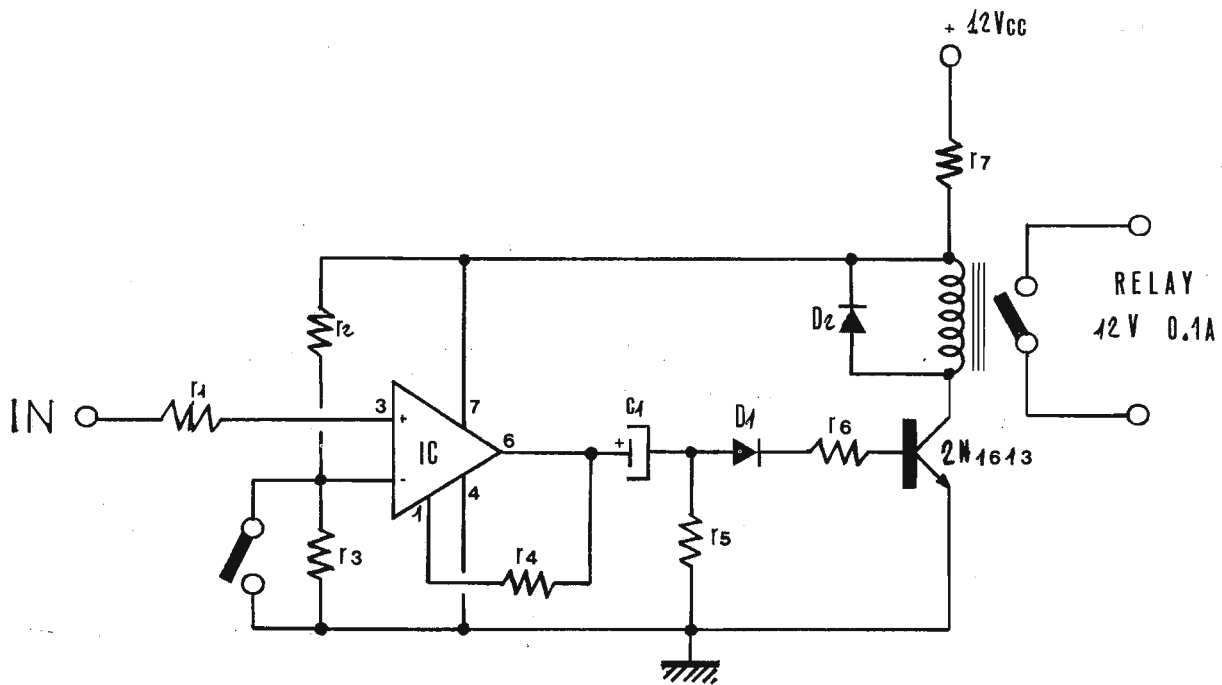 + 12Vcc
r7
RELAY
12V 0.1A
D2
r2
r1
IN
3
+
7
IC
6
-
4
1
r3
r4
+
C1
D1
r6
2N1613
r5